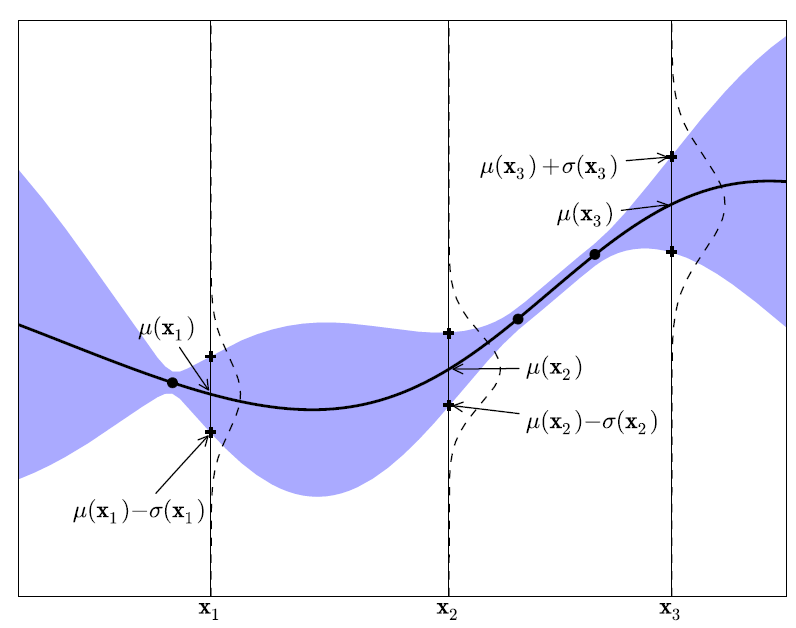 μ(x₃)+σ(x₃)
μ(x₃)
μ(x₁)
μ(x₂)
μ(x₂)−σ(x₂)
μ(x₁)−σ(x₁)
x₁ x₂ x₃